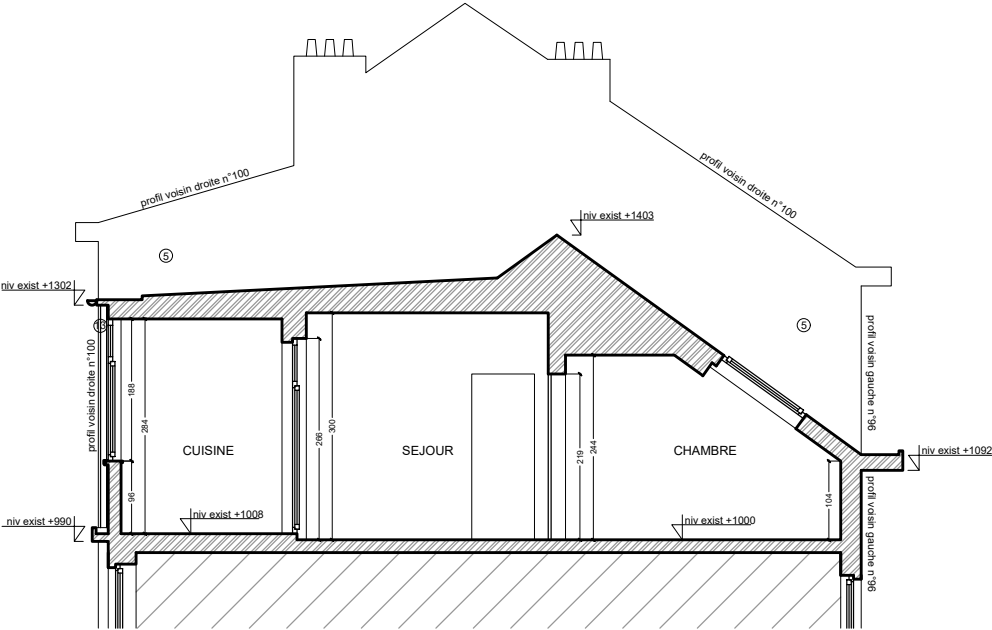 profil voisin droite n°100
profil voisin droite n°100
niv exist +1403
5
niv exist +1302
13
5
profil voisin droite n°100
profil voisin gauche n°96
188
284
266
300
219
244
CUISINE
SEJOUR
CHAMBRE
niv exist +1092
96
104
niv exist +990
niv exist +1008
niv exist +1000
profil voisin gauche n°96